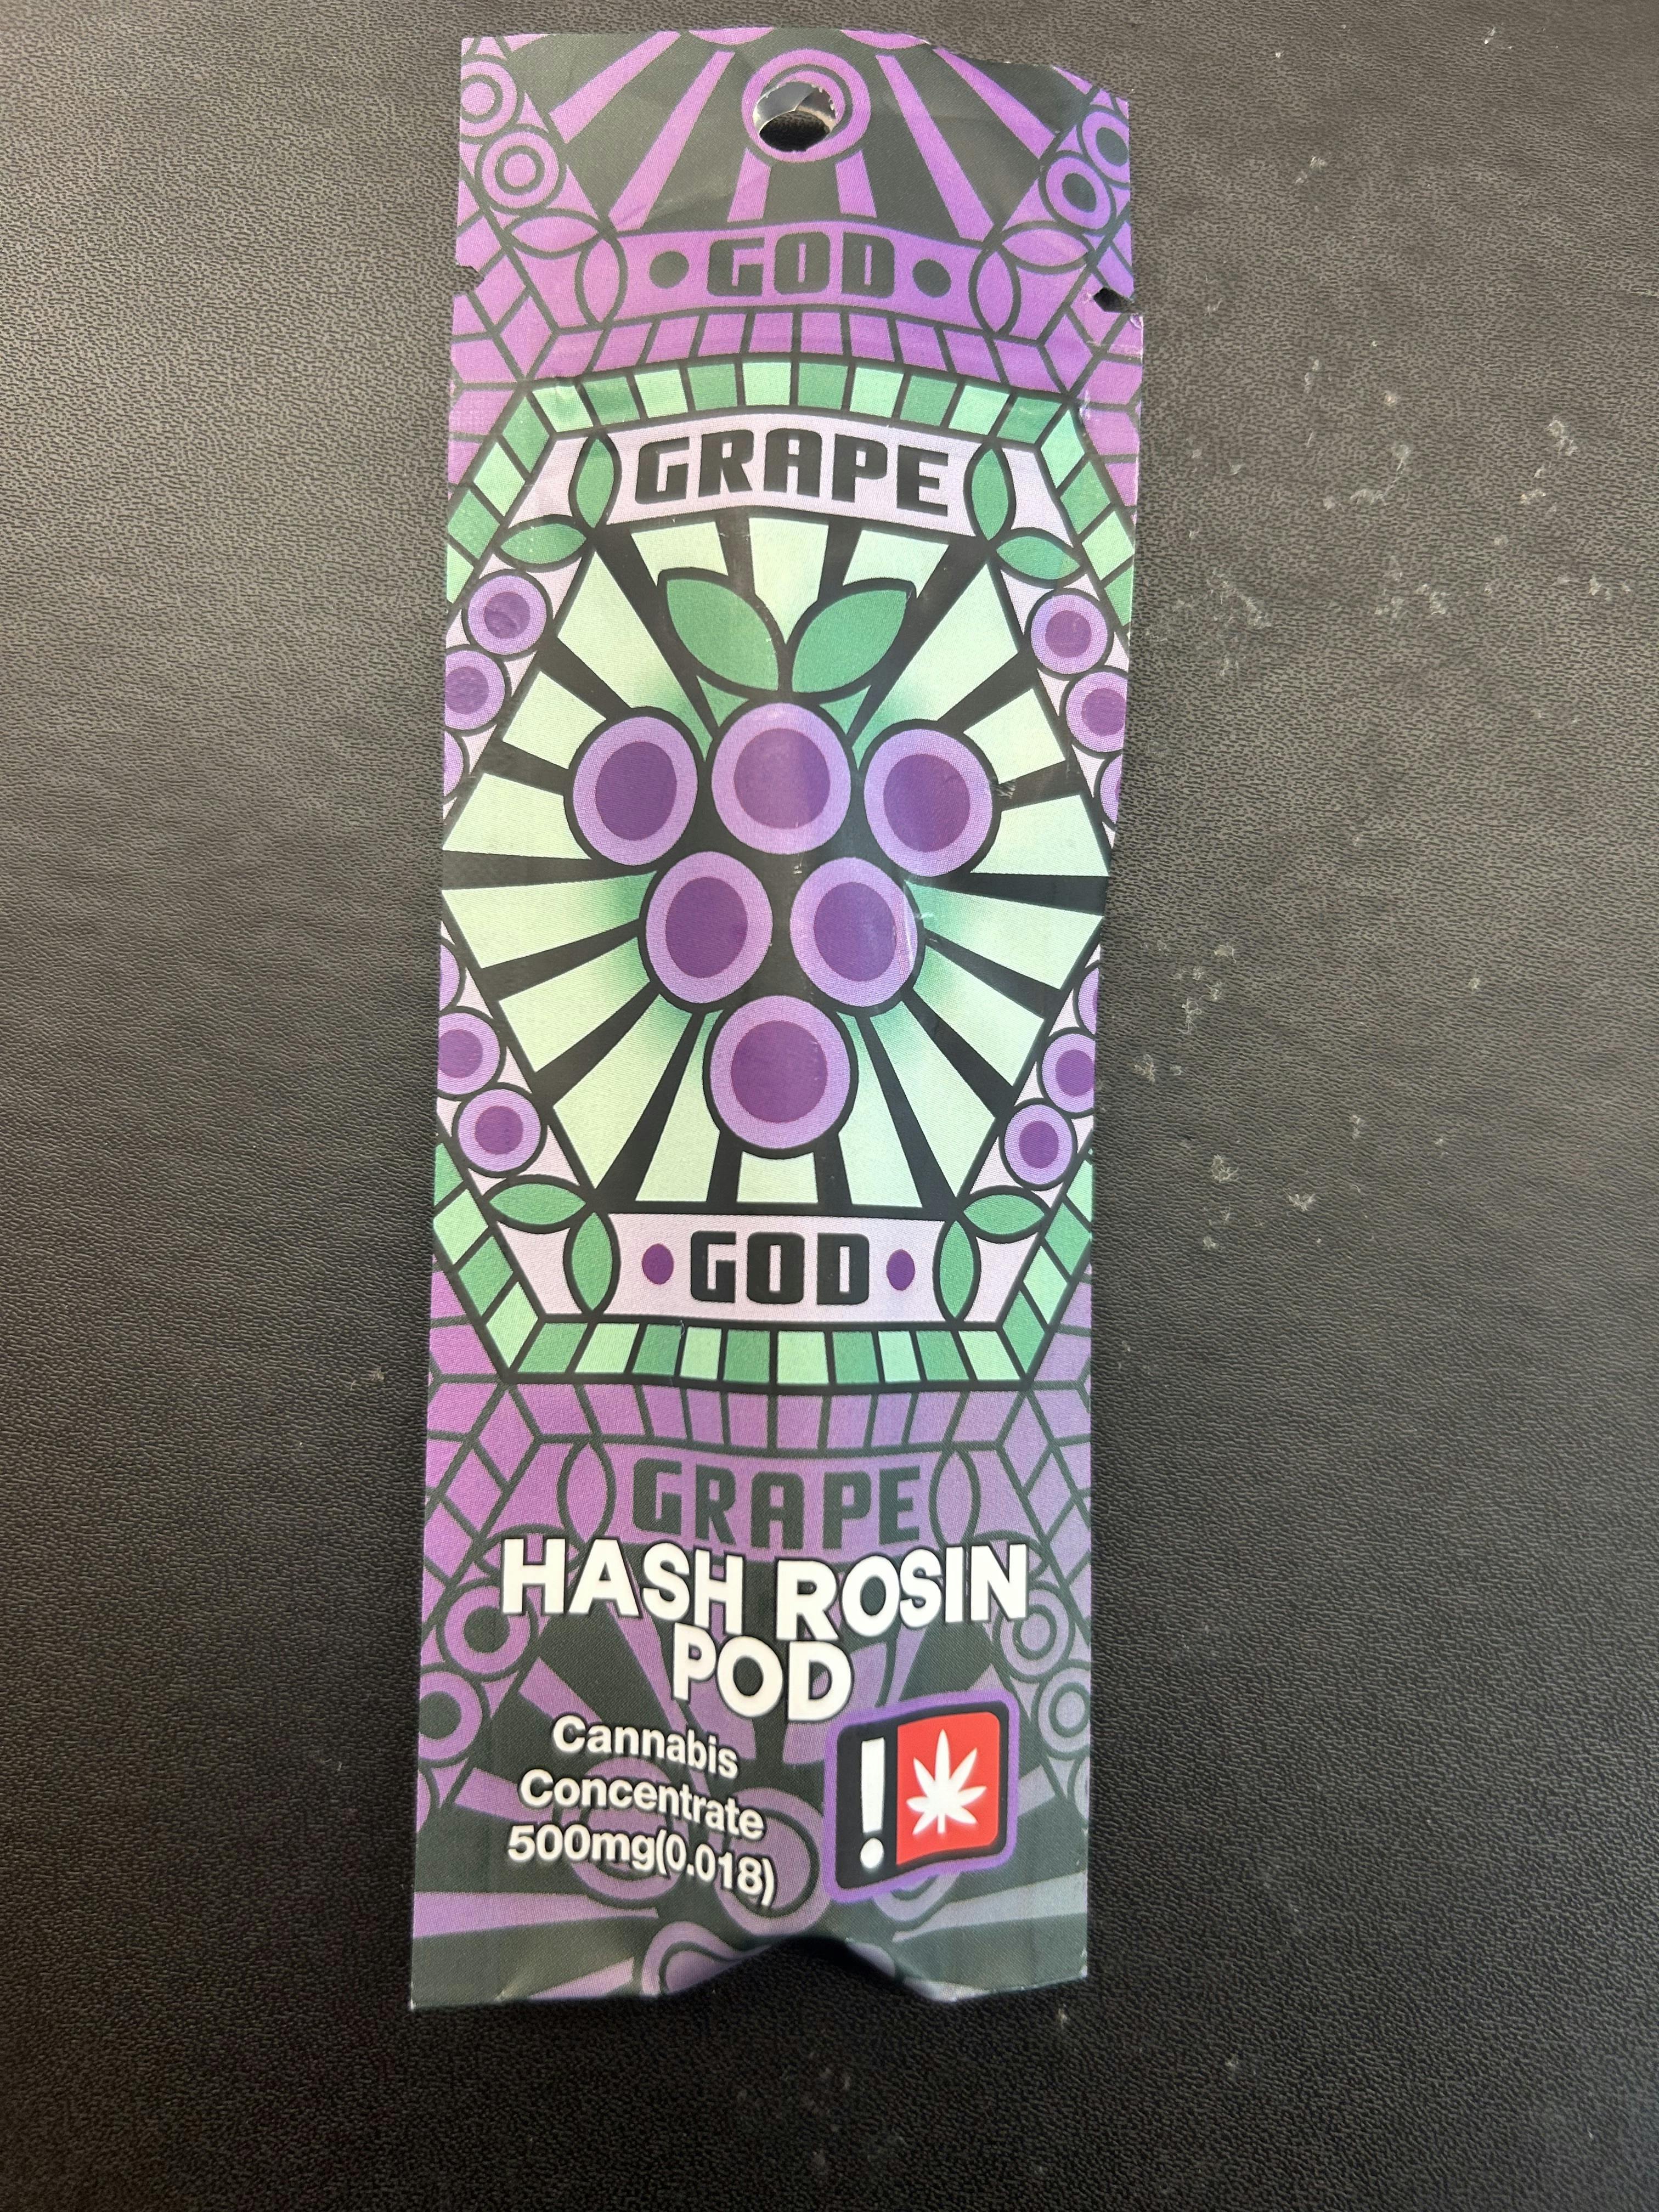 • GOD •
GRAPE
• GOD •
GRAPE
HASH ROSIN
POD
Cannabis
Concentrate
500mg(0.018)
!